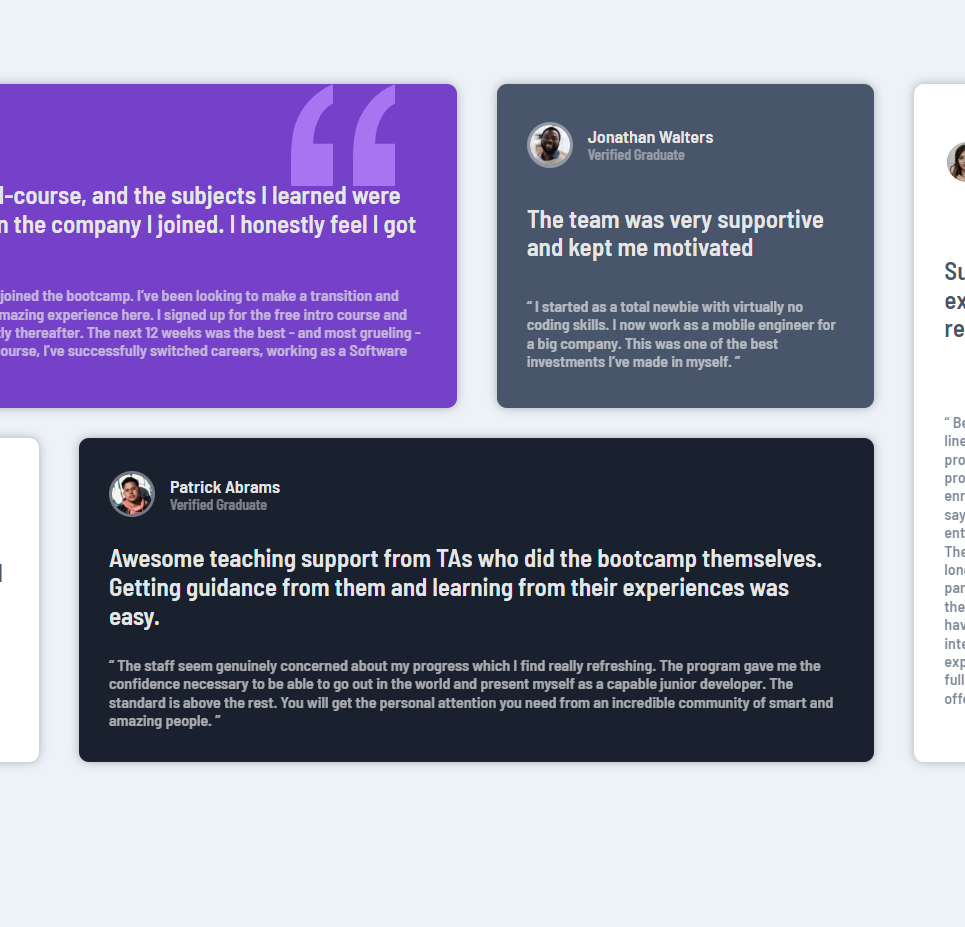 l-course, and the subjects I learned were
n the company I joined. I honestly feel I got
joined the bootcamp. I’ve been looking to make a transition and
mazing experience here. I signed up for the free intro course and
tly thereafter. The next 12 weeks was the best - and most grueling -
ourse, I’ve successfully switched careers, working as a Software
Jonathan Walters
Verified Graduate
The team was very supportive
and kept me motivated
“ I started as a total newbie with virtually no
coding skills. I now work as a mobile engineer for
a big company. This was one of the best
investments I’ve made in myself. ”
Patrick Abrams
Verified Graduate
Awesome teaching support from TAs who did the bootcamp themselves.
Getting guidance from them and learning from their experiences was
easy.
“ The staff seem genuinely concerned about my progress which I find really refreshing. The program gave me the
confidence necessary to be able to go out in the world and present myself as a capable junior developer. The
standard is above the rest. You will get the personal attention you need from an incredible community of smart and
amazing people. ”
Su
ex
re
“ Be
line
pro
pro
enr
say
ent
The
long
par
the
hav
inte
exp
full
offe